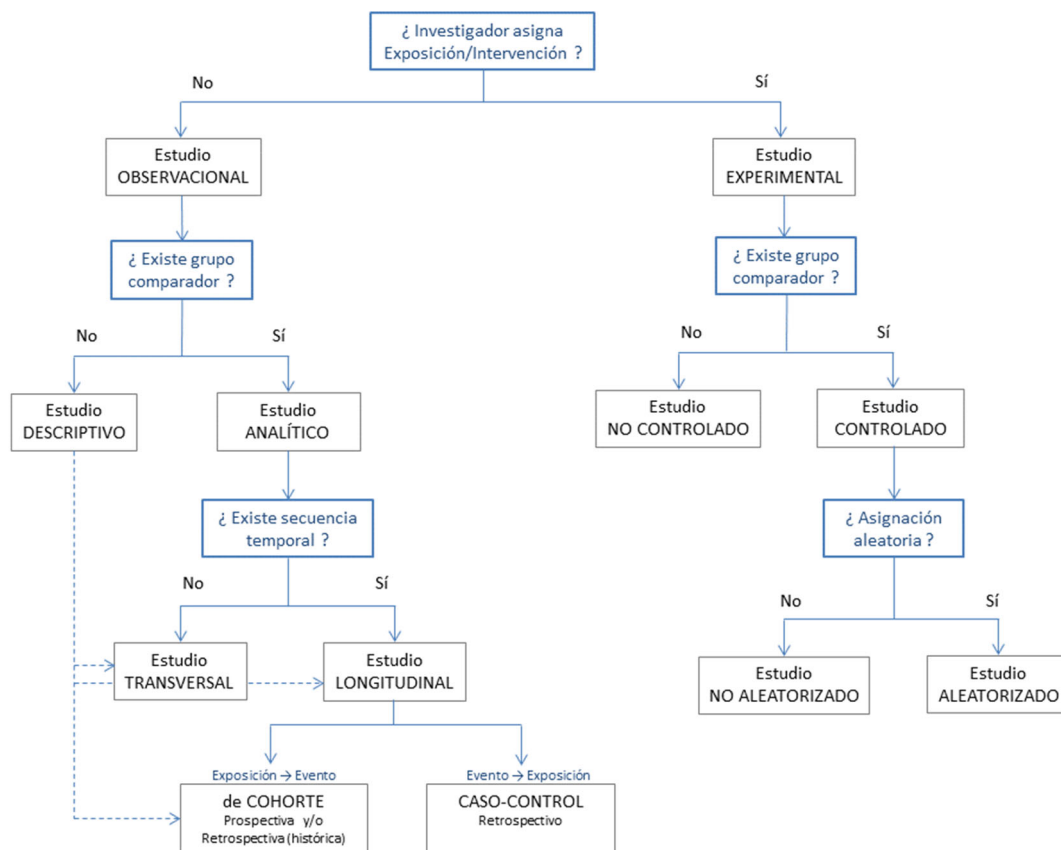 ¿ Investigador asigna
Exposición/Intervención ?
No
Sí
Estudio
OBSERVACIONAL
Estudio
EXPERIMENTAL
¿ Existe grupo
comparador ?
¿ Existe grupo
comparador ?
No
Sí
No
Sí
Estudio
DESCRIPTIVO
Estudio
ANALÍTICO
Estudio
NO CONTROLADO
Estudio
CONTROLADO
¿ Existe secuencia
temporal ?
¿ Asignación
aleatoria ?
No
Sí
No
Sí
Estudio
TRANSVERSAL
Estudio
LONGITUDINAL
Estudio
NO ALEATORIZADO
Estudio
ALEATORIZADO
Exposición → Evento
de COHORTE
Prospectiva y/o
Retrospectiva (histórica)
Evento → Exposición
CASO-CONTROL
Retrospectivo